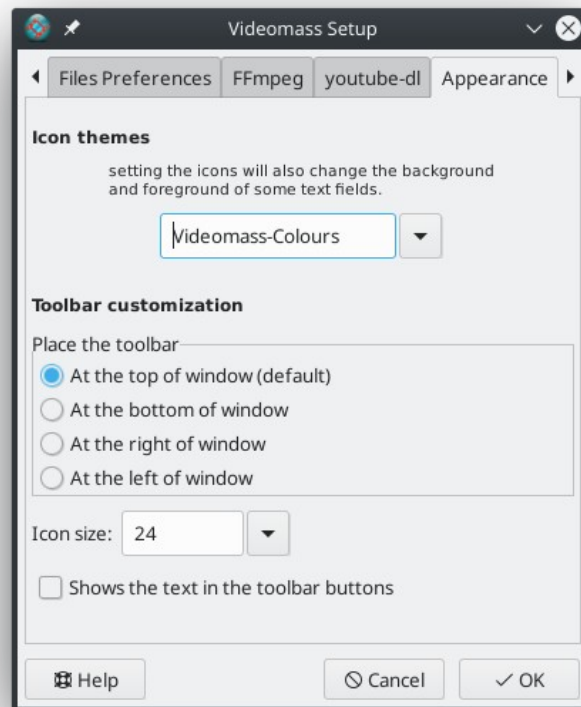 Videomass Setup
Files Preferences FFmpeg youtube-dl Appearance
Icon themes
setting the icons will also change the background
and foreground of some text fields.
Videomass-Colours
Toolbar customization
Place the toolbar
At the top of window (default)
At the bottom of window
At the right of window
At the left of window
Icon size: 24
Shows the text in the toolbar buttons
Help Cancel OK